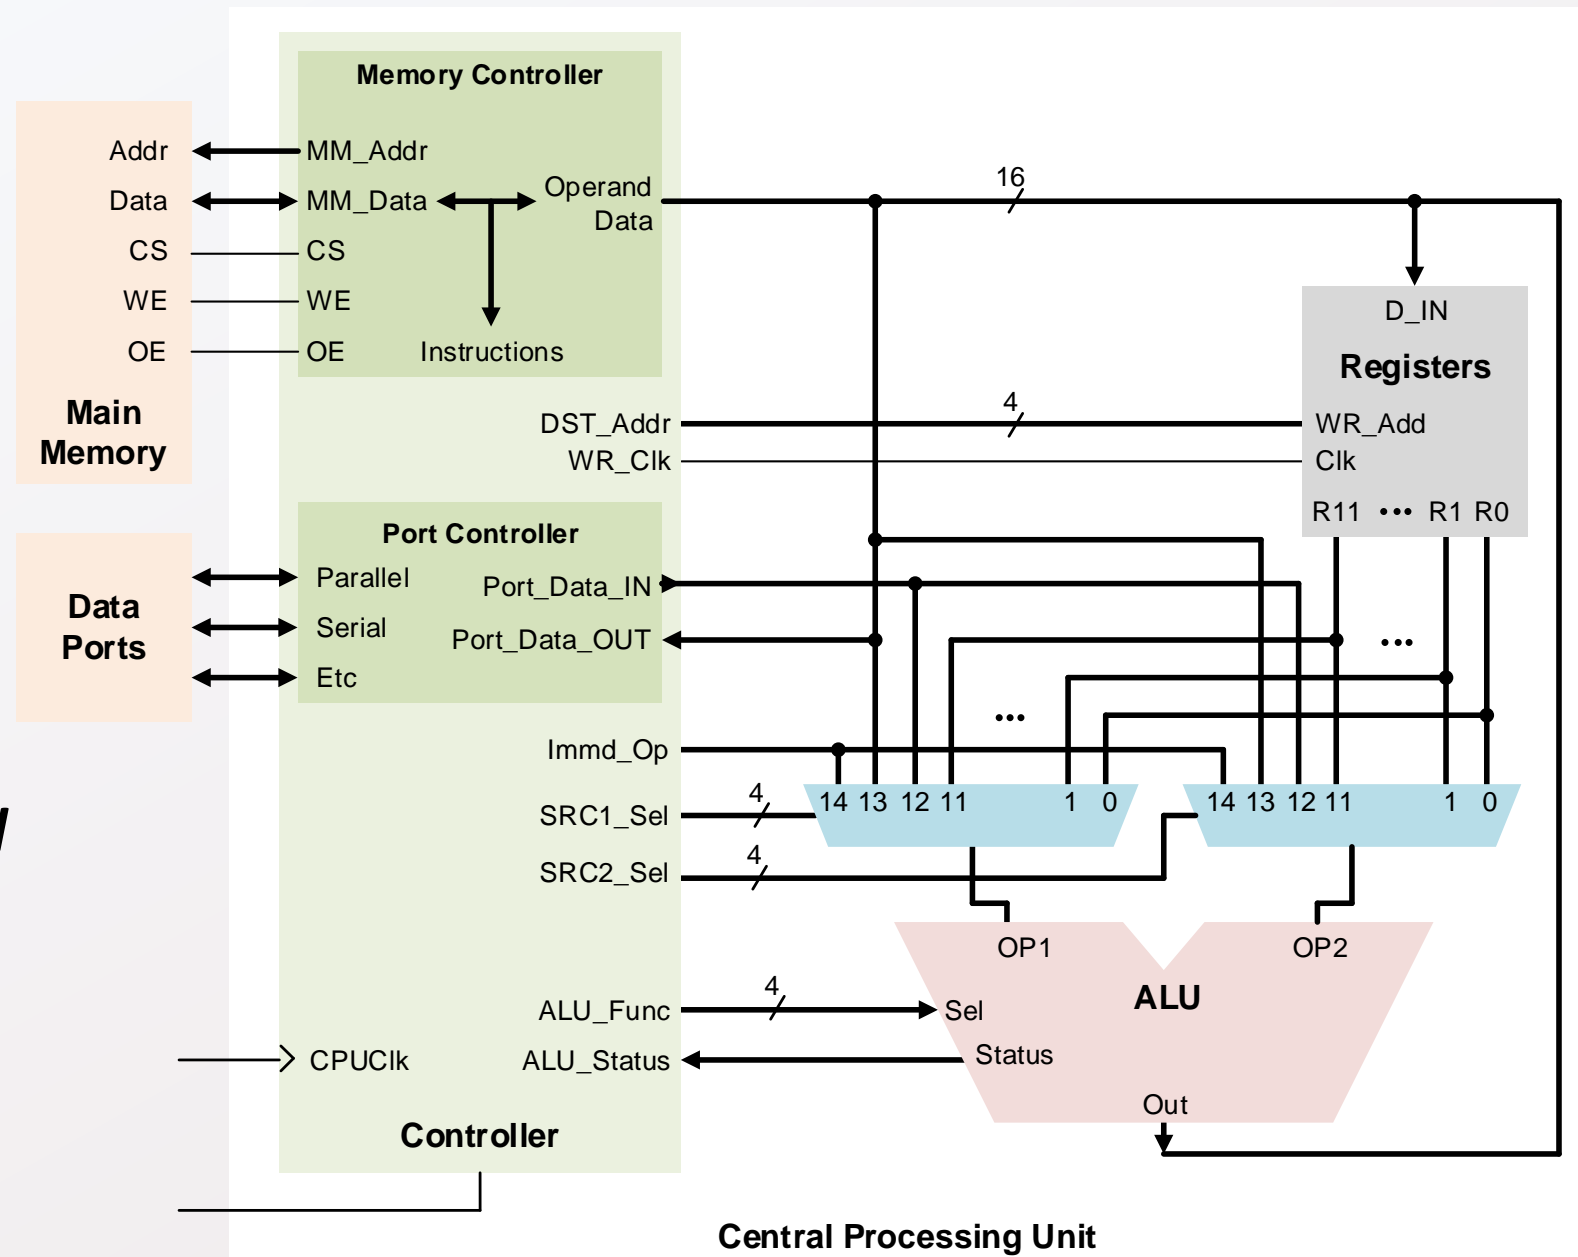 Memory Controller
Addr
MM_Addr
Data
MM_Data
Operand
Data
16
CS
CS
WE
WE
OE
OE
Instructions
Main
Memory
D_IN
Registers
DST_Addr
4
WR_Add
WR_Clk
Clk
R11 ••• R1 R0
Port Controller
Data
Ports
Parallel
Port_Data_IN
Serial
Port_Data_OUT
•••
Etc
•••
Immd_Op
SRC1_Sel
4
14 13 12 11 1 0
14 13 12 11 1 0
SRC2_Sel
4
OP1
OP2
ALU
ALU_Func
4
Sel
CPUClk
ALU_Status
Status
Out
Controller
Central Processing Unit